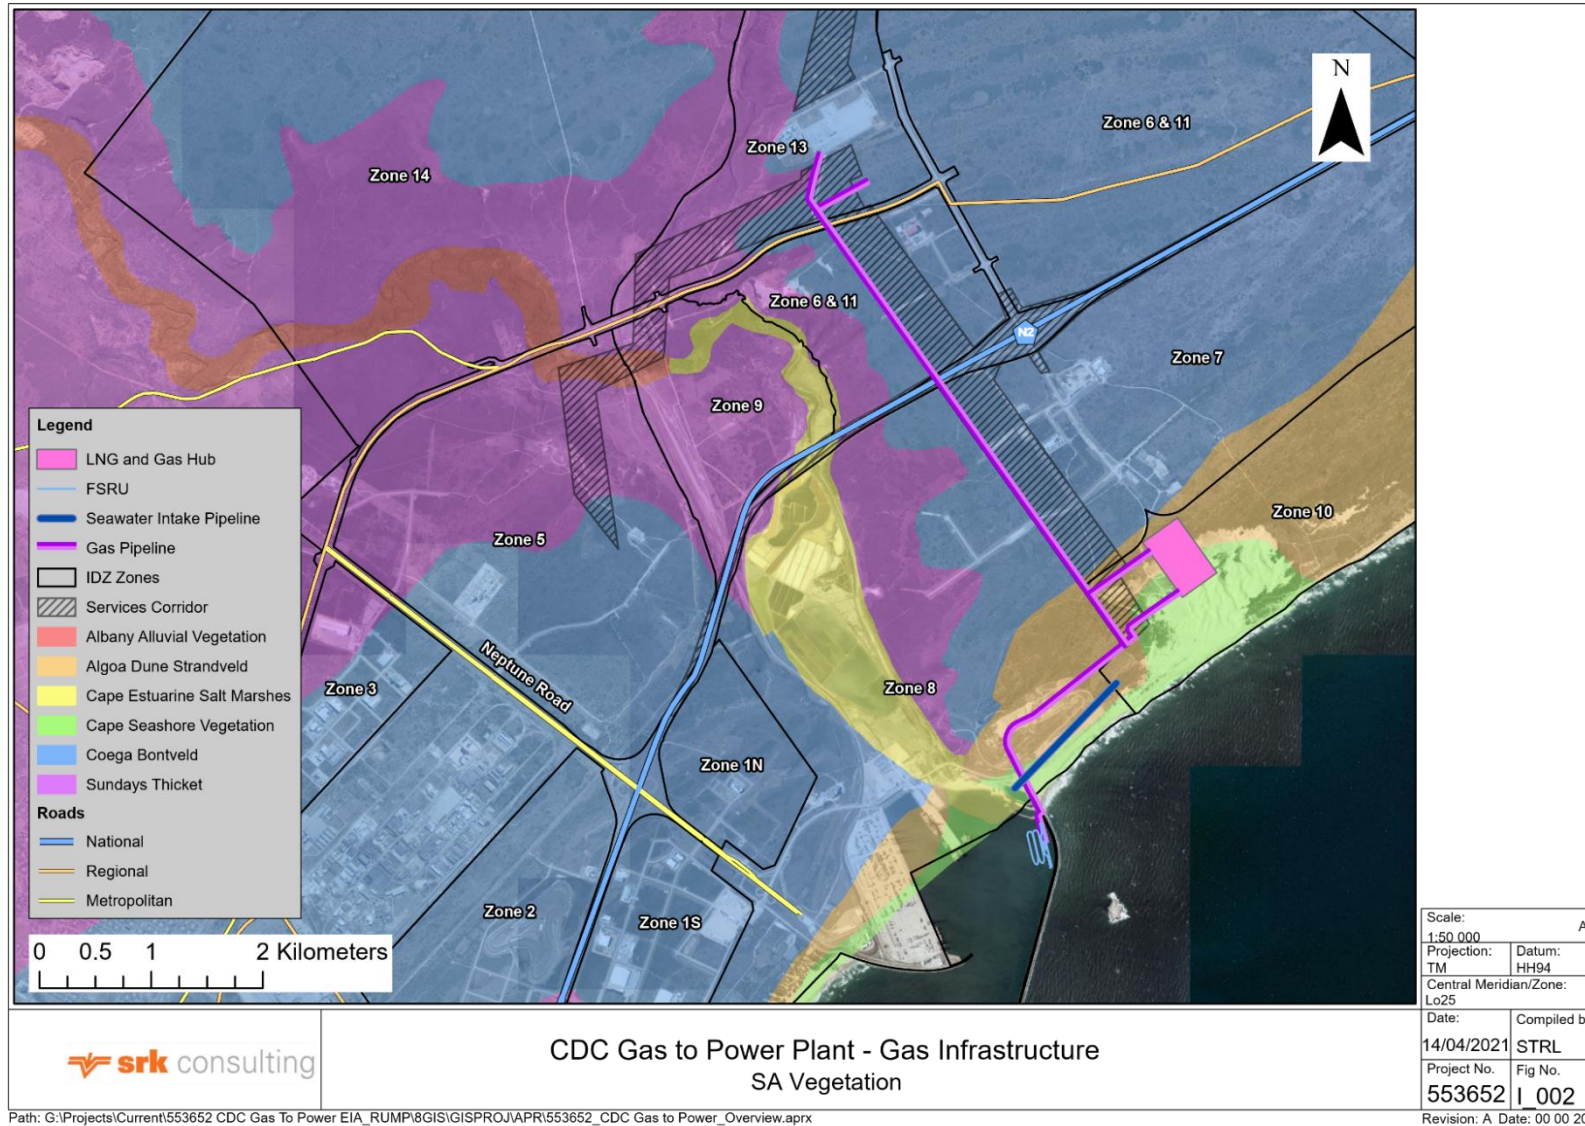 N
Zone 6 & 11
Zone 13
Zone 14
Zone 6 & 11
N2
Zone 7
Zone 9
Zone 10
Zone 5
Neptune Road
Zone 3
Zone 8
Zone 1N
Zone 2
Zone 1S
Legend
LNG and Gas Hub
FSRU
Seawater Intake Pipeline
Gas Pipeline
IDZ Zones
Services Corridor
Albany Alluvial Vegetation
Algoa Dune Strandveld
Cape Estuarine Salt Marshes
Cape Seashore Vegetation
Coega Bontveld
Sundays Thicket
Roads
National
Regional
Metropolitan
0 0.5 1 2 Kilometers
Scale: A
1:50 000
Projection: Datum:
TM HH94
Central Meridian/Zone:
Lo25
Date: Compiled b
14/04/2021 STRL
Project No. Fig No.
553652 I_002
srk consulting
CDC Gas to Power Plant - Gas Infrastructure
SA Vegetation
Path: G:\Projects\Current\553652 CDC Gas To Power EIA_RUMP\8GIS\GISPROJ\APR\553652_CDC Gas to Power_Overview.aprx
Revision: A Date: 00 00 20